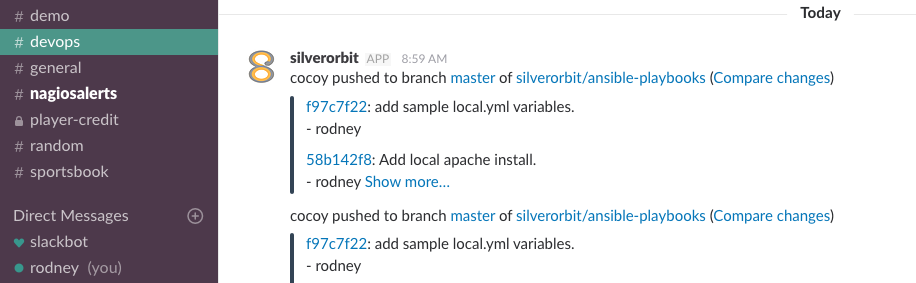 # demo
# devops
# general
# nagiosalerts
player-credit
# random
# sportsbook
Direct Messages
slackbot
rodney (you)
Today
silverorbit APP 8:59 AM
cocoy pushed to branch master of silverorbit/ansible-playbooks (Compare changes)
f97c7f22: add sample local.yml variables.
- rodney
58b142f8: Add local apache install.
- rodney Show more...
cocoy pushed to branch master of silverorbit/ansible-playbooks (Compare changes)
f97c7f22: add sample local.yml variables.
- rodney